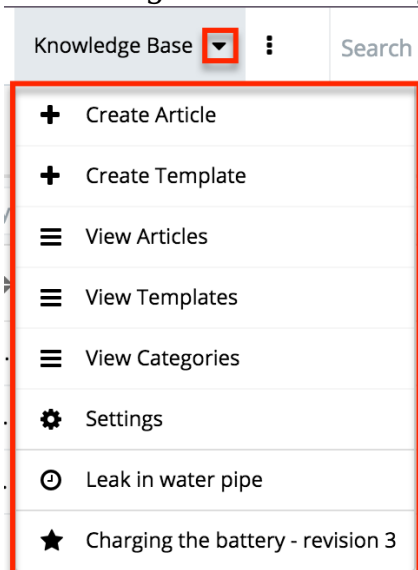 Knowledge Base
Search
Create Article
Create Template
View Articles
View Templates
View Categories
Settings
Leak in water pipe
Charging the battery - revision 3